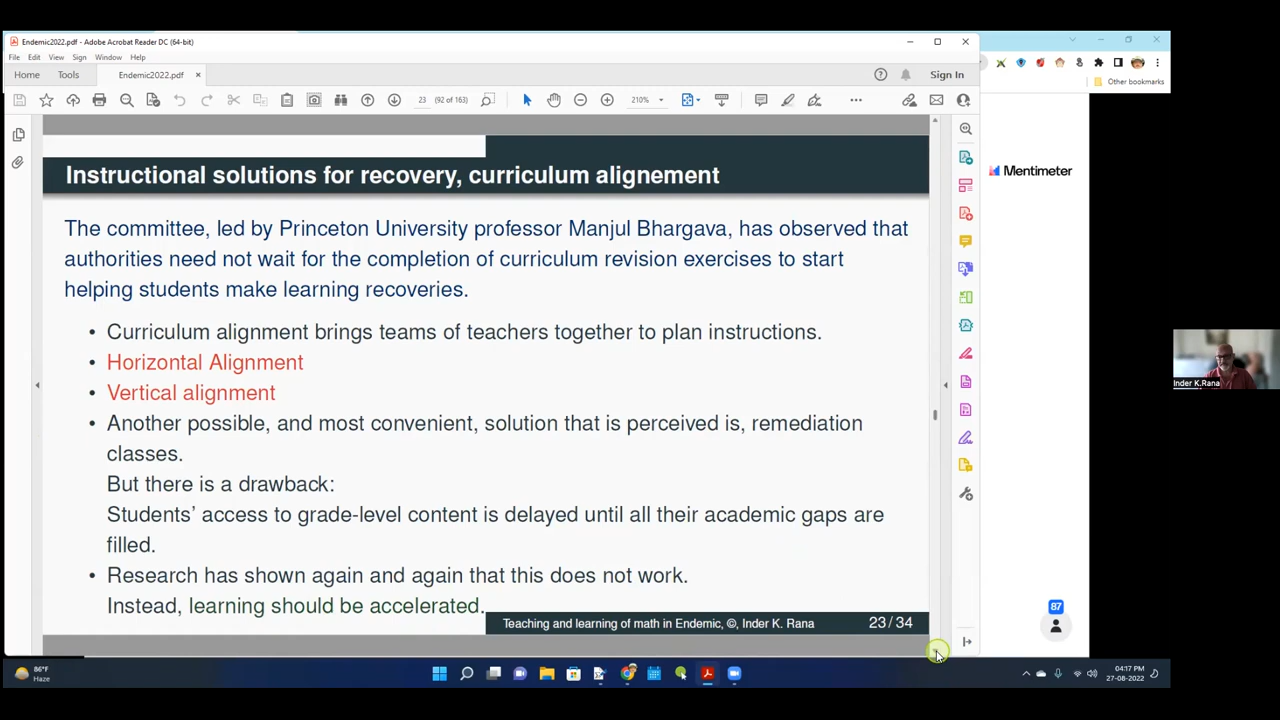 Endemic2022.pdf - Adobe Acrobat Reader DC (64-bit)
File Edit View Sign Window Help
Home Tools Endemic2022.pdf × Sign In
23 (92 of 163) 210%
Other bookmarks
Mentimeter
Instructional solutions for recovery, curriculum alignement
The committee, led by Princeton University professor Manjul Bhargava, has observed that
authorities need not wait for the completion of curriculum revision exercises to start
helping students make learning recoveries.
• Curriculum alignment brings teams of teachers together to plan instructions.
• Horizontal Alignment
• Vertical alignment
• Another possible, and most convenient, solution that is perceived is, remediation
classes.
But there is a drawback:
Students' access to grade-level content is delayed until all their academic gaps are
filled.
• Research has shown again and again that this does not work.
Instead, learning should be accelerated.
Teaching and learning of math in Endemic, ©, Inder K. Rana 23/34
Inder K.Rana
87
86°F
Haze
04:17 PM
27-08-2022